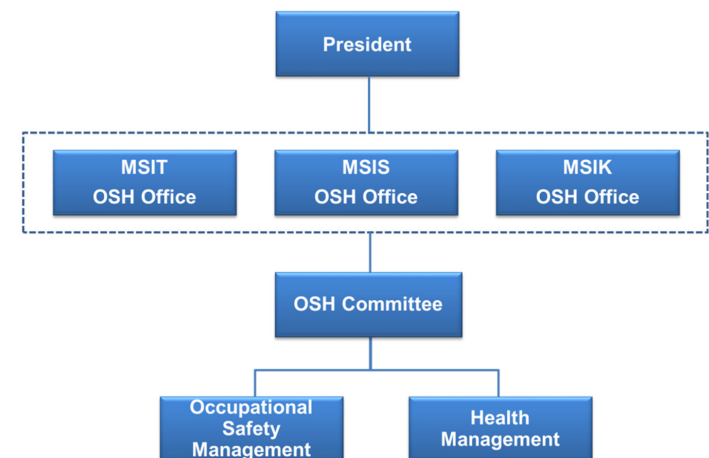 President
MSIT
OSH Office
MSIS
OSH Office
MSIK
OSH Office
OSH Committee
Occupational
Safety
Management
Health
Management